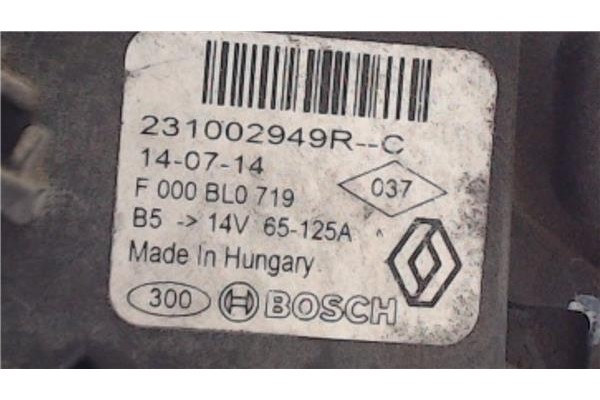 231002949R--C
14-07-14
037
F 000 BL0 719
B5 -> 14V 65-125A
Made In Hungary
300 BOSCH